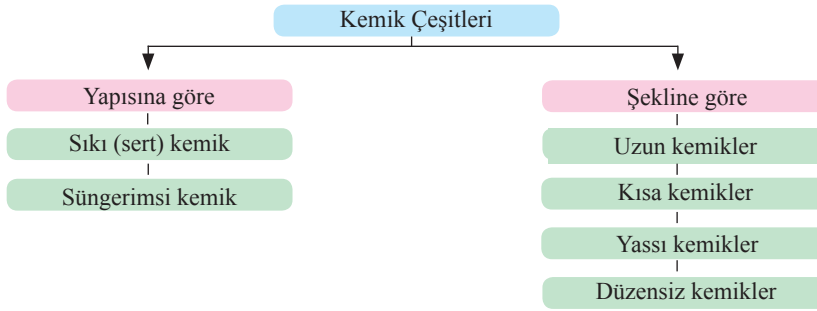 Kemik Çeşitleri
Yapısına göre
Sıkı (sert) kemik
Süngerimsi kemik
Şekline göre
Uzun kemikler
Kısa kemikler
Yassı kemikler
Düzensiz kemikler